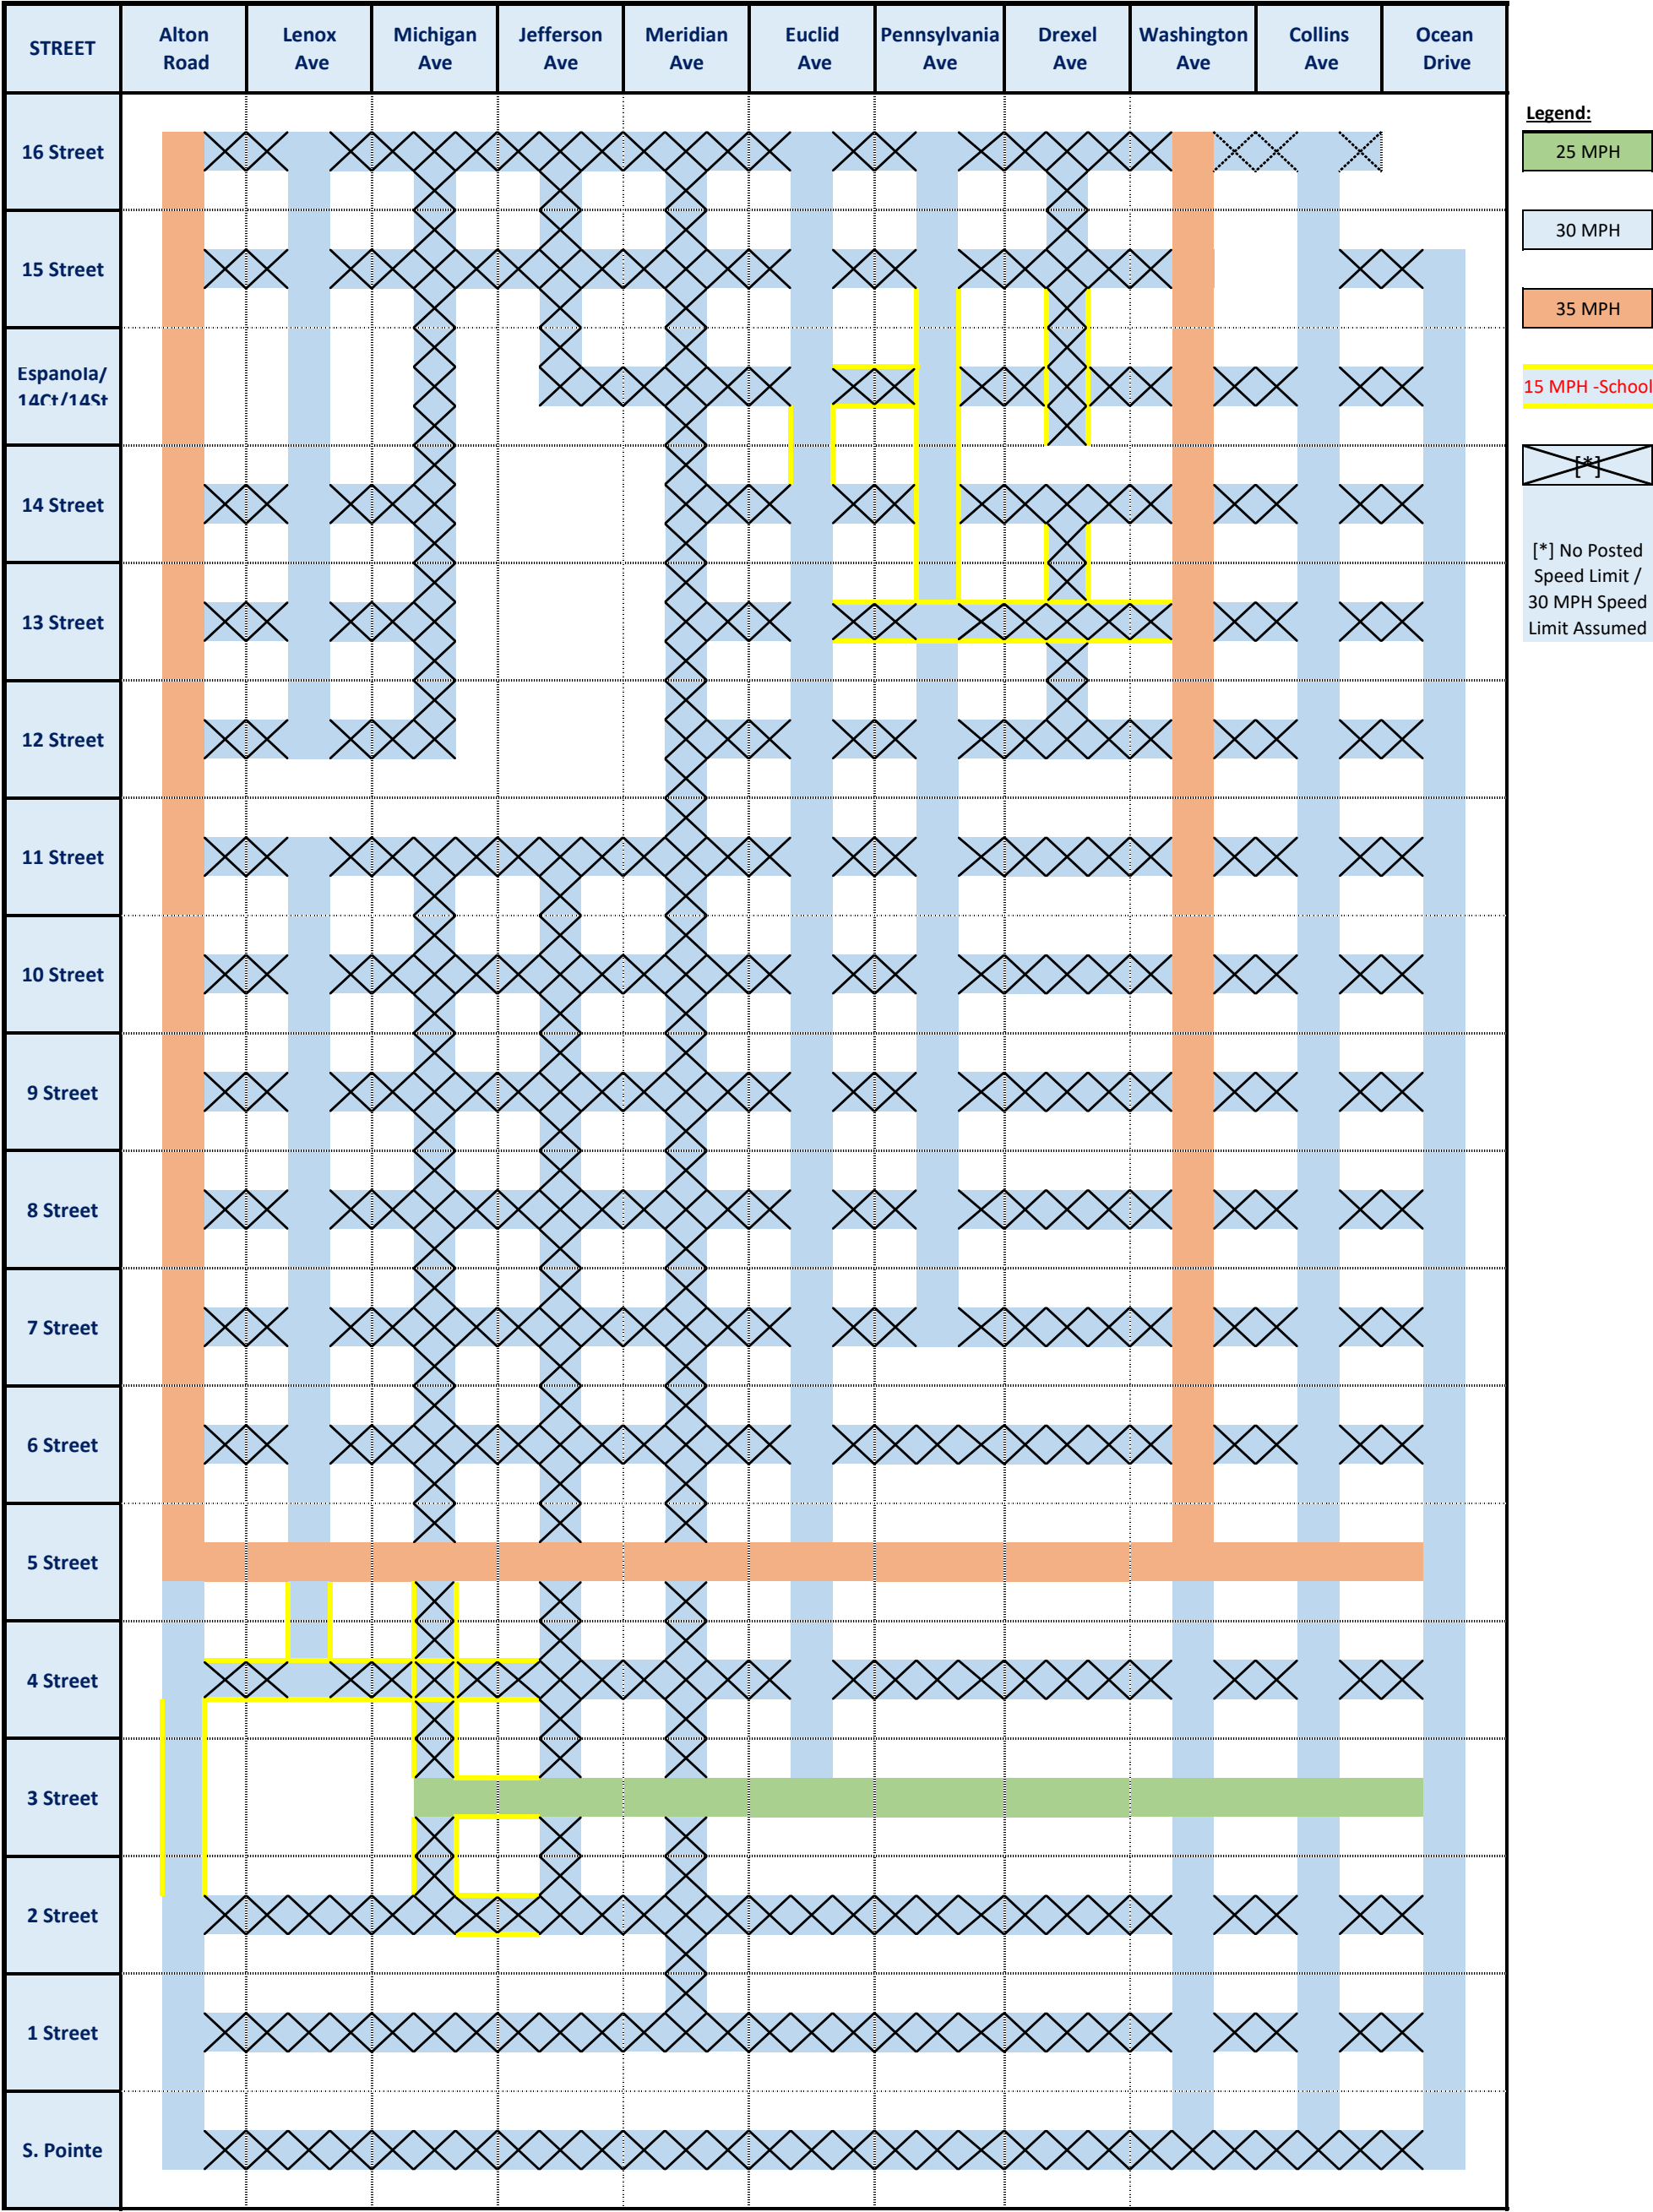 STREET
Alton
Road
Lenox
Ave
Michigan
Ave
Jefferson
Ave
Meridian
Ave
Euclid
Ave
Pennsylvania
Ave
Drexel
Ave
Washington
Ave
Collins
Ave
Ocean
Drive
16 Street
15 Street
Espanola/
14Ct/14St
14 Street
13 Street
12 Street
11 Street
10 Street
9 Street
8 Street
7 Street
6 Street
5 Street
4 Street
3 Street
2 Street
1 Street
S. Pointe
Legend:
25 MPH
30 MPH
35 MPH
15 MPH -School
[*]
[*] No Posted
Speed Limit /
30 MPH Speed
Limit Assumed